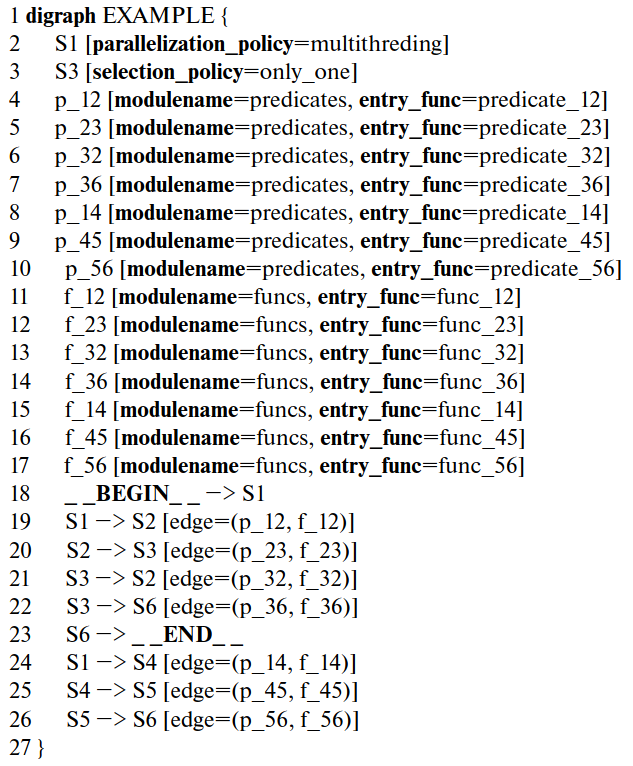 1 digraph EXAMPLE {
2 S1 [parallelization_policy=multithreding]
3 S3 [selection_policy=only_one]
4 p_12 [modulename=predicates, entry_func=predicate_12]
5 p_23 [modulename=predicates, entry_func=predicate_23]
6 p_32 [modulename=predicates, entry_func=predicate_32]
7 p_36 [modulename=predicates, entry_func=predicate_36]
8 p_14 [modulename=predicates, entry_func=predicate_14]
9 p_45 [modulename=predicates, entry_func=predicate_45]
10 p_56 [modulename=predicates, entry_func=predicate_56]
11 f_12 [modulename=funcs, entry_func=func_12]
12 f_23 [modulename=funcs, entry_func=func_23]
13 f_32 [modulename=funcs, entry_func=func_32]
14 f_36 [modulename=funcs, entry_func=func_36]
15 f_14 [modulename=funcs, entry_func=func_14]
16 f_45 [modulename=funcs, entry_func=func_45]
17 f_56 [modulename=funcs, entry_func=func_56]
18 _ _BEGIN_ _ −> S1
19 S1 −> S2 [edge=(p_12, f_12)]
20 S2 −> S3 [edge=(p_23, f_23)]
21 S3 −> S2 [edge=(p_32, f_32)]
22 S3 −> S6 [edge=(p_36, f_36)]
23 S6 −> _ _END_ _
24 S1 −> S4 [edge=(p_14, f_14)]
25 S4 −> S5 [edge=(p_45, f_45)]
26 S5 −> S6 [edge=(p_56, f_56)]
27 }